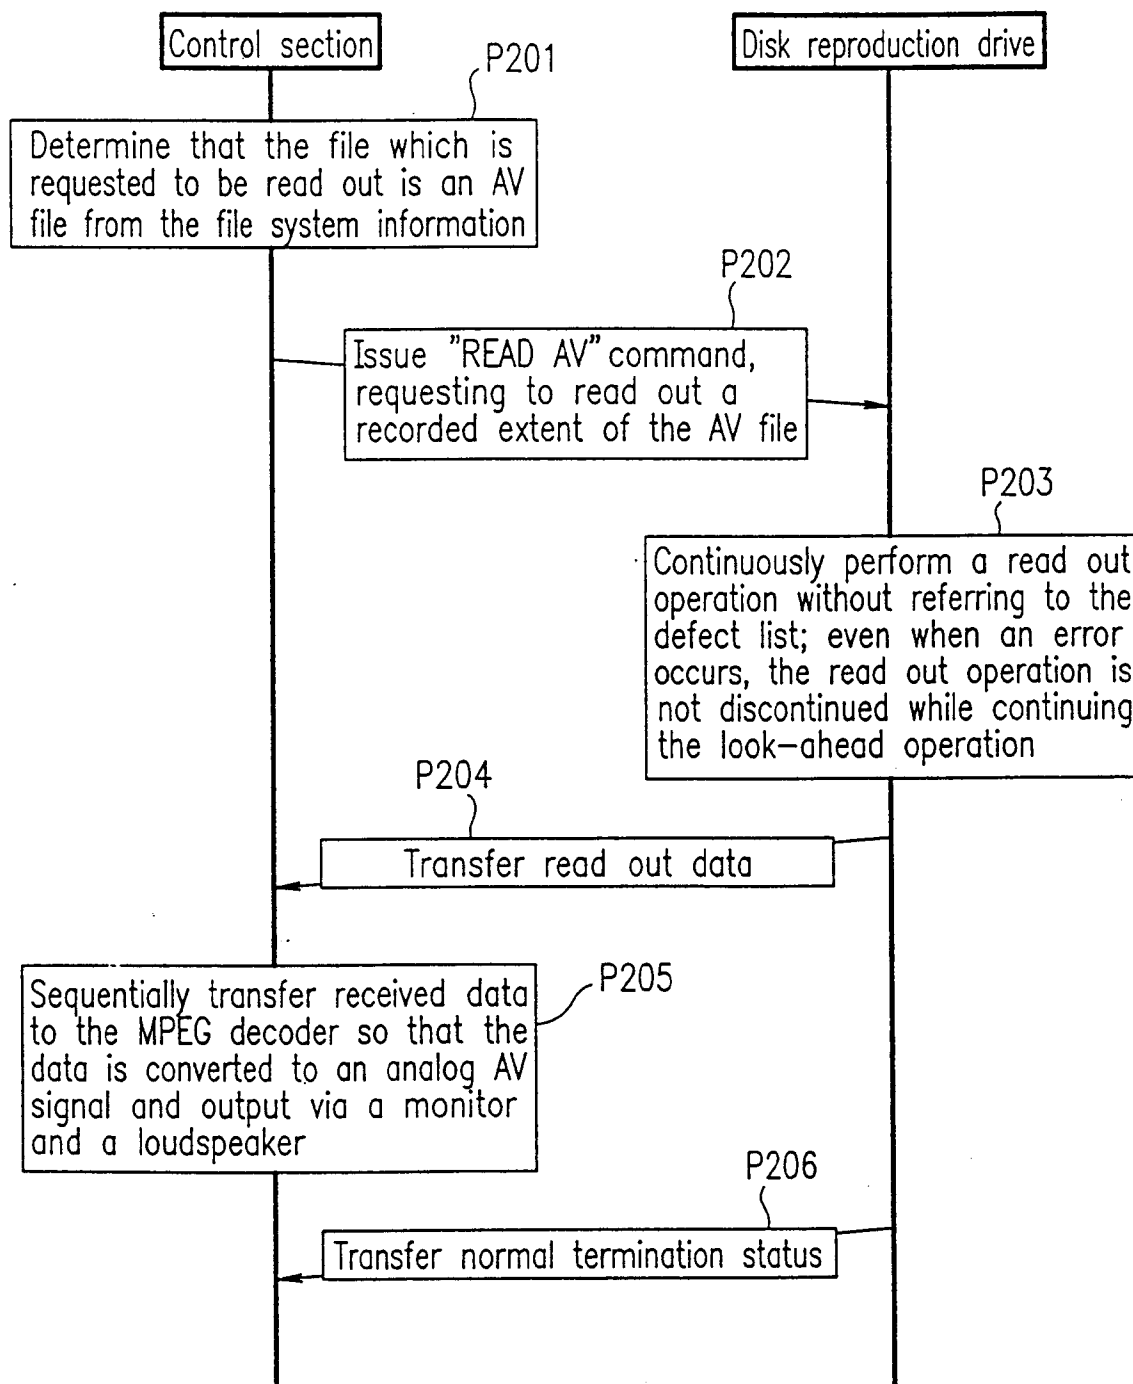 Control section
Disk reproduction drive
P201
Determine that the file which is
requested to be read out is an AV
file from the file system information
P202
Issue "READ AV" command,
requesting to read out a
recorded extent of the AV file
P203
Continuously perform a read out
operation without referring to the
defect list; even when an error
occurs, the read out operation is
not discontinued while continuing
the look-ahead operation
P204
Transfer read out data
P205
Sequentially transfer received data
to the MPEG decoder so that the
data is converted to an analog AV
signal and output via a monitor
and a loudspeaker
P206
Transfer normal termination status